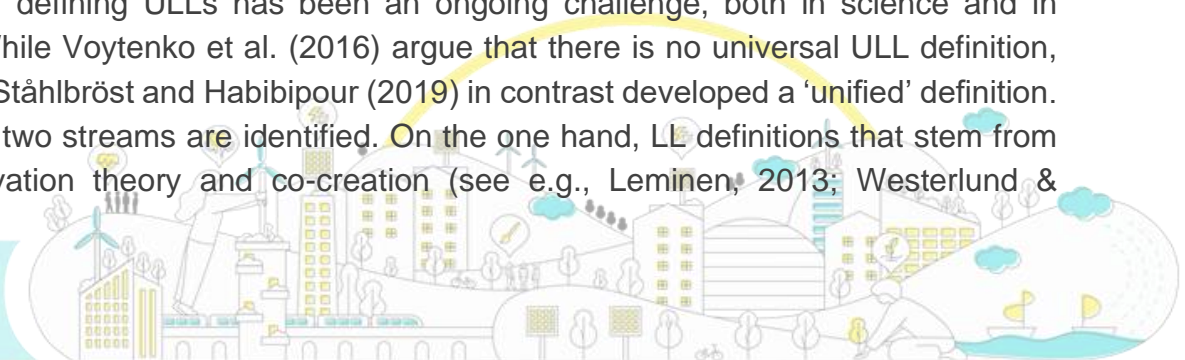 defining ULLs has been an ongoing challenge, both in science and in
While Voytenko et al. (2016) argue that there is no universal ULL definition,
Ståhlbröst and Habibipour (2019) in contrast developed a ‘unified’ definition.
two streams are identified. On the one hand, LL definitions that stem from
vation theory and co-creation (see e.g., Leminen, 2013; Westerlund &